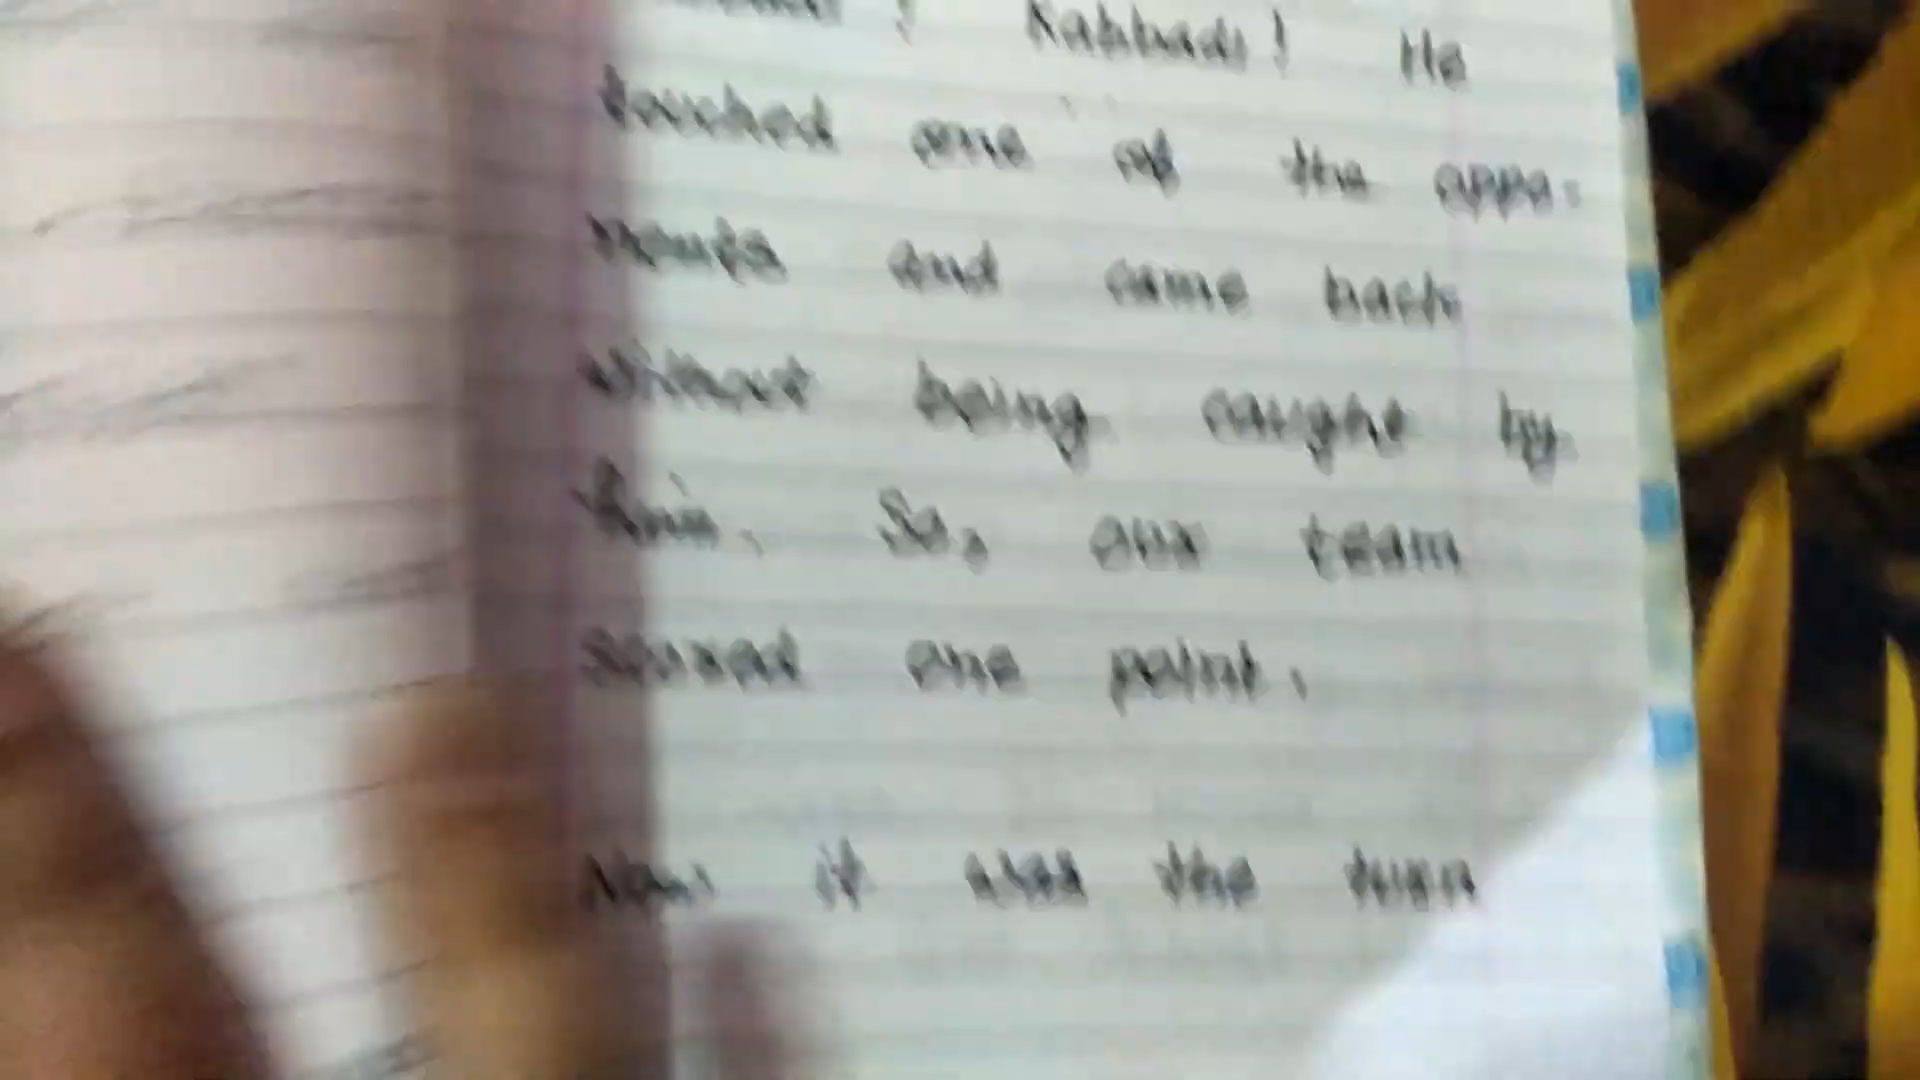 ! Kabbadi! He
touched one of the oppo-
nents and came back
without being caught by
him. So, our team
scored one point.
Now it was the turn